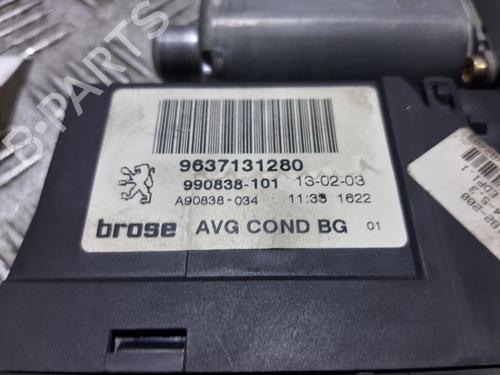 9637131280
990838-101 13-02-03
A90838-034 11:33 1622
brose AVG COND BG 01
B-PARTS